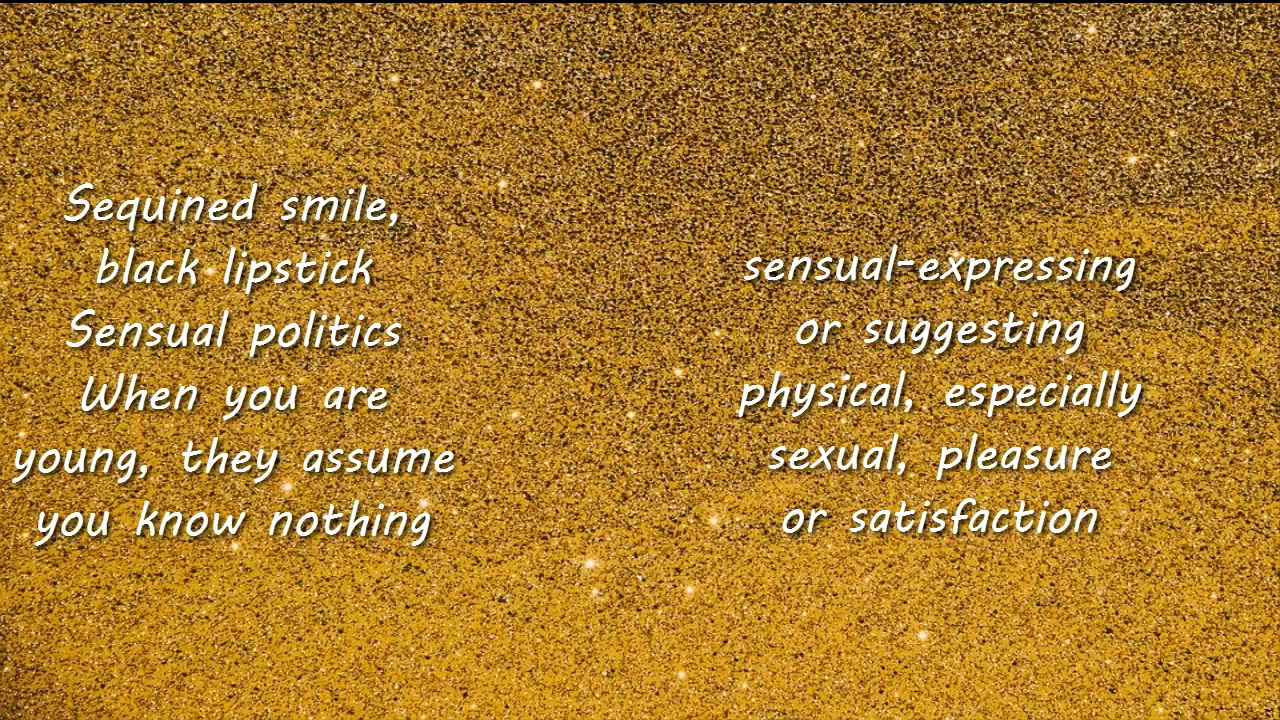 Sequined smile,
black lipstick
Sensual politics
When you are
young, they assume
you know nothing
sensual-expressing
or suggesting
physical, especially
sexual, pleasure
or satisfaction